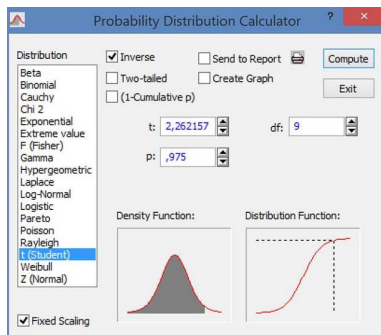 Probability Distribution Calculator
? ×
Distribution
Beta
Binomial
Cauchy
Chi 2
Exponential
Extreme value
F (Fisher)
Gamma
Hypergeometric
Laplace
Log-Normal
Logistic
Pareto
Poisson
Rayleigh
t (Student)
Weibull
Z (Normal)
Fixed Scaling
Inverse
Send to Report
Compute
Two-tailed
Create Graph
Exit
(1-Cumulative p)
t: 2,262157
df: 9
p: ,975
Density Function:
Distribution Function: